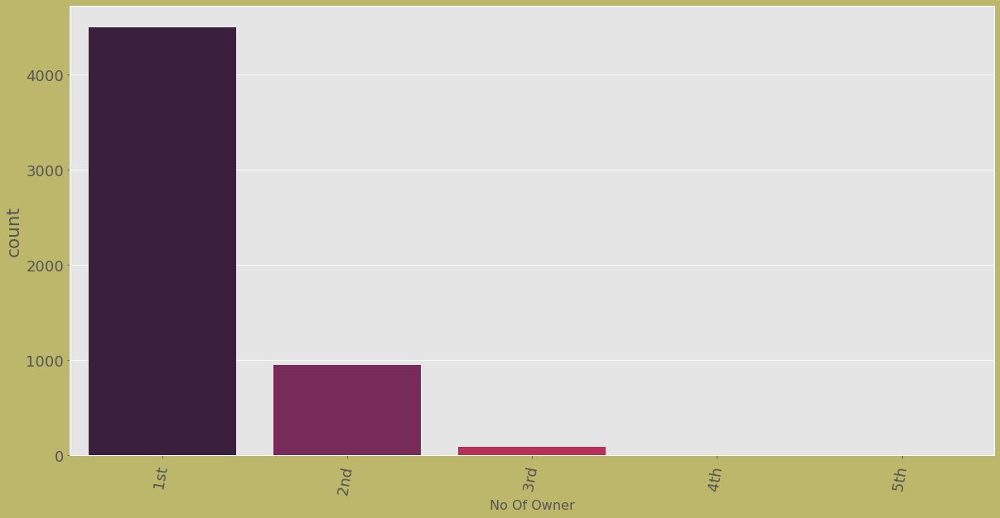 4000
3000
2000
1000
0
count
1st
2nd
3rd
4th
5th
No Of Owner